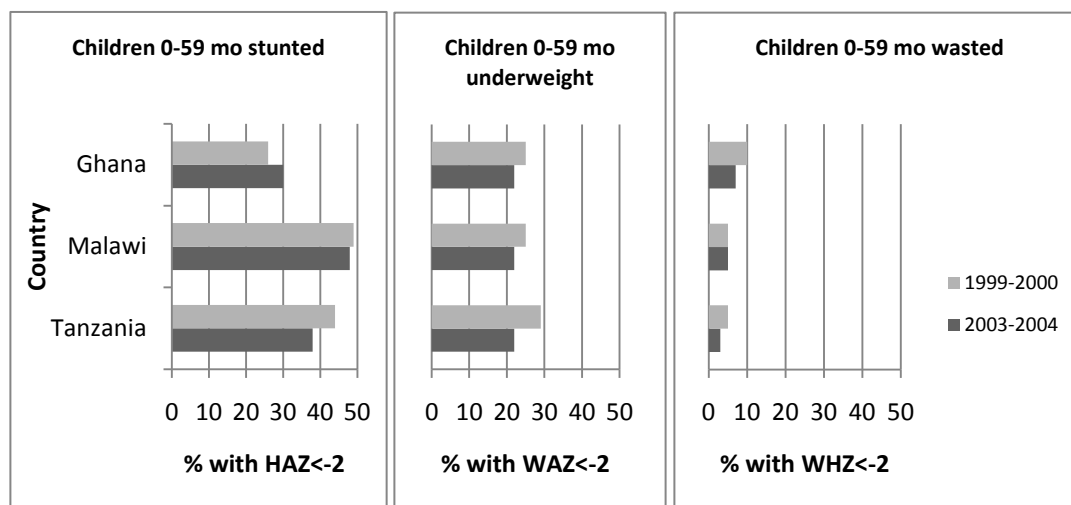 Children 0-59 mo stunted
Country
Ghana
Malawi
Tanzania
0 10 20 30 40 50
% with HAZ<-2
Children 0-59 mo
underweight
0 10 20 30 40 50
% with WAZ<-2
Children 0-59 mo wasted
0 10 20 30 40 50
% with WHZ<-2
1999-2000
2003-2004